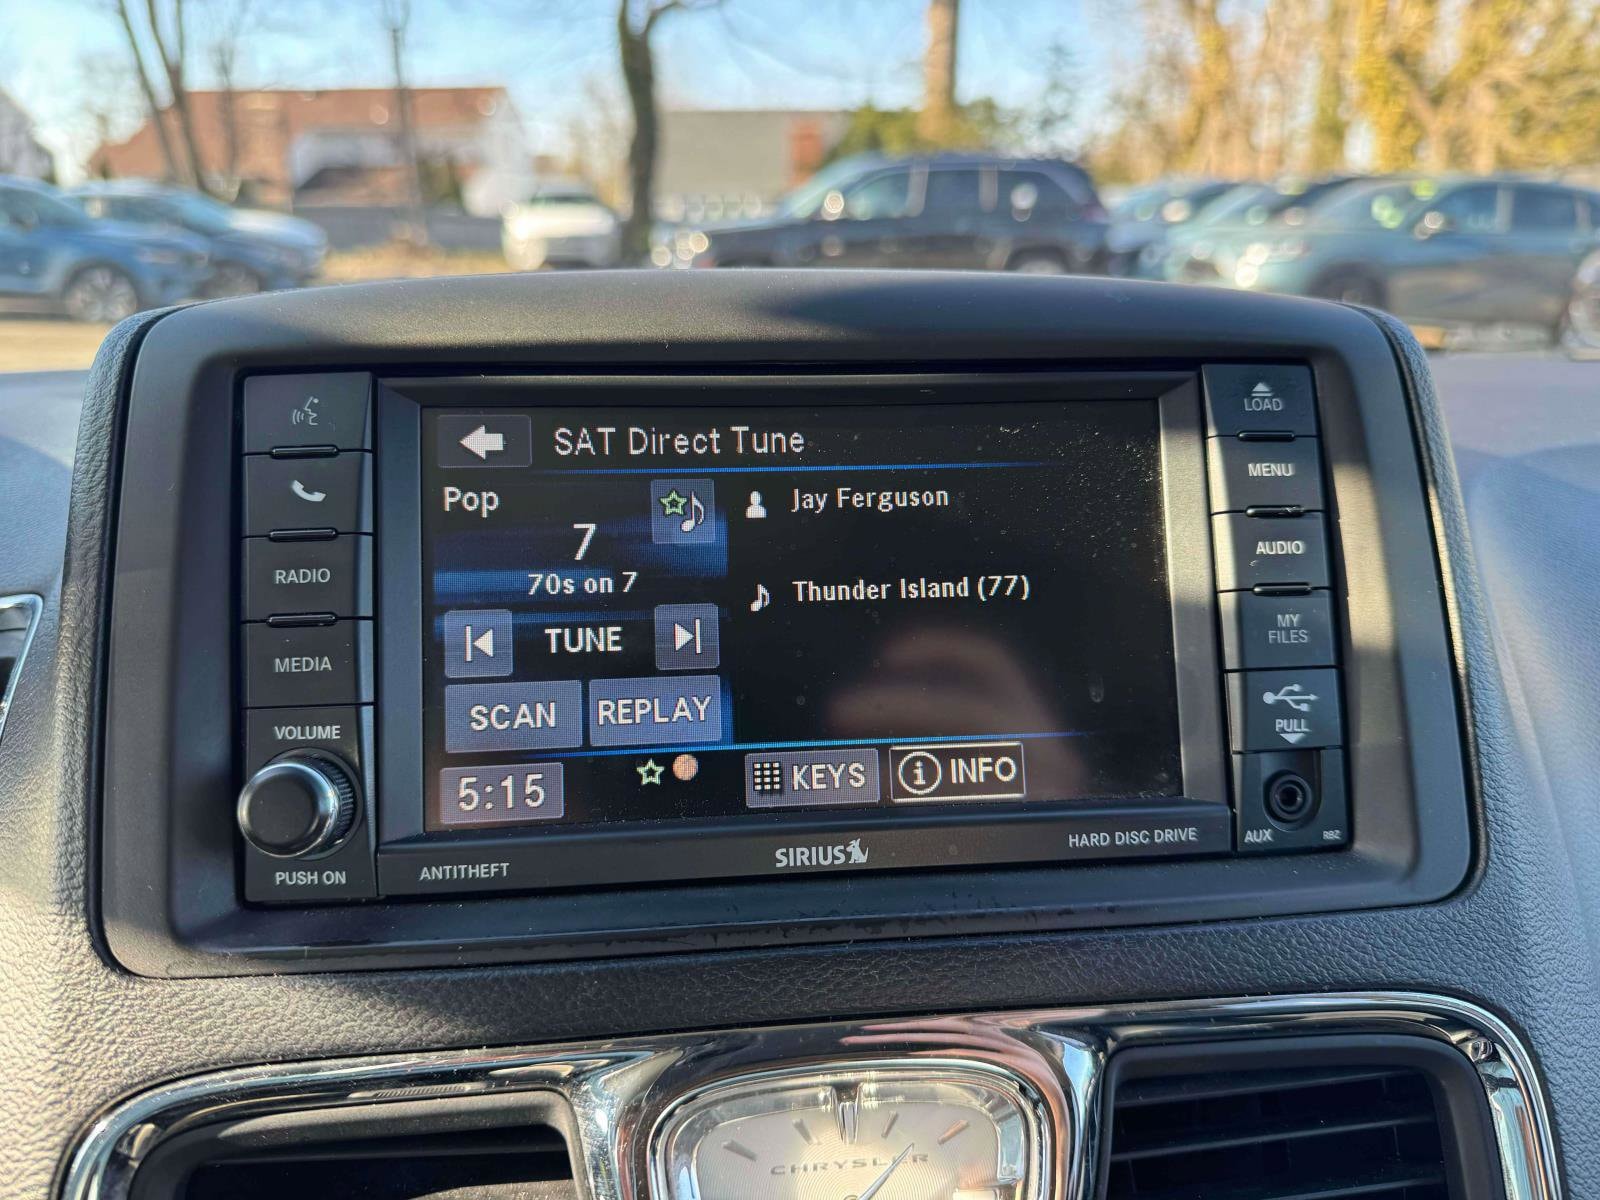 SAT Direct Tune
Pop
7
70s on 7
TUNE
SCAN
REPLAY
5:15
Jay Ferguson
Thunder Island (77)
KEYS
INFO
RADIO
MEDIA
VOLUME
PUSH ON
LOAD
MENU
AUDIO
MY
FILES
PULL
AUX
RBZ
ANTITHEFT
SIRIUS
HARD DISC DRIVE
CHRYSLER